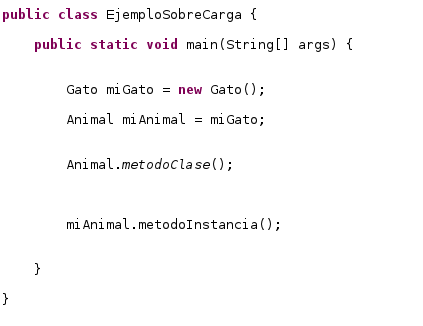 public class EjemploSobreCarga {
public static void main(String[] args) {
Gato miGato = new Gato();
Animal miAnimal = miGato;
Animal.metodoClase();
miAnimal.metodoInstancia();
}
}